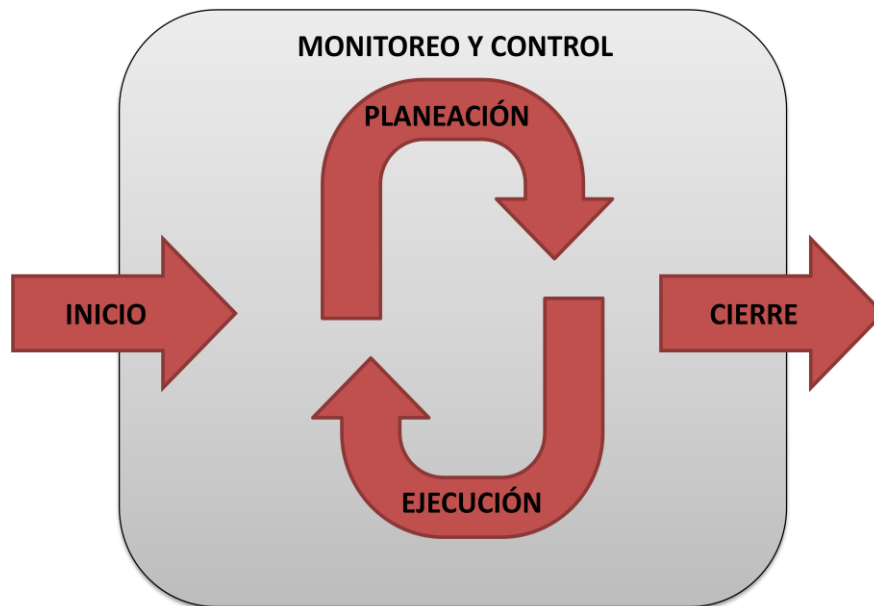 MONITOREO Y CONTROL
PLANEACIÓN
INICIO
CIERRE
EJECUCIÓN